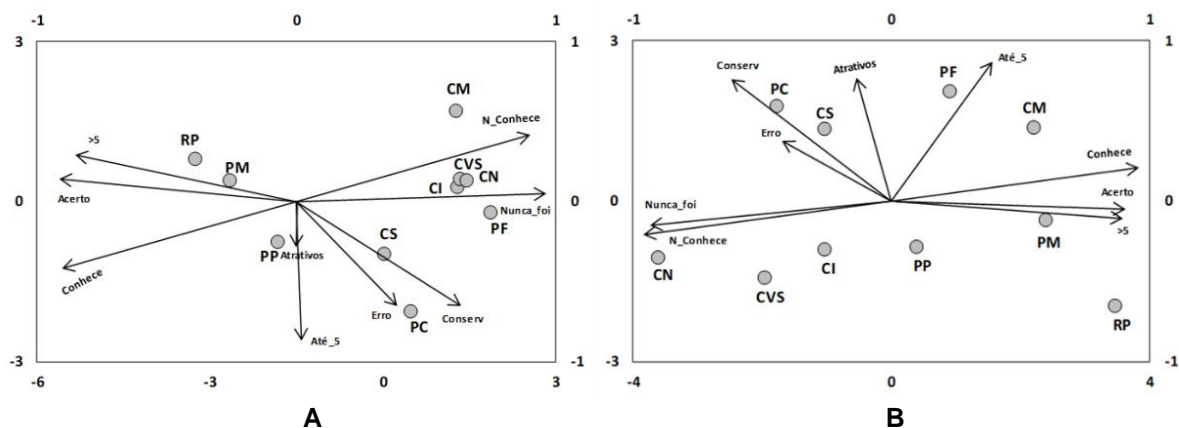 -1 0 1
3
CM
N_Conhece
>5
RP
PM
CVS
CN
Acerto
CI
0 0
Nunca_foi
PF
PP
Atrativos
CS
Conhece
Erro
PC
Conserv
Até_5
-3 -1
-6 -3 0 3
A
-1 0 1
3 1
Até_5
Conserv
Atrativos
PF
PC
CS
CM
Erro
Conhece
Acerto
0 0
Nunca_foi
>5
N_Conhece
PM
CN
CI
PP
CVS
RP
-3 -1
-4 0 4
B